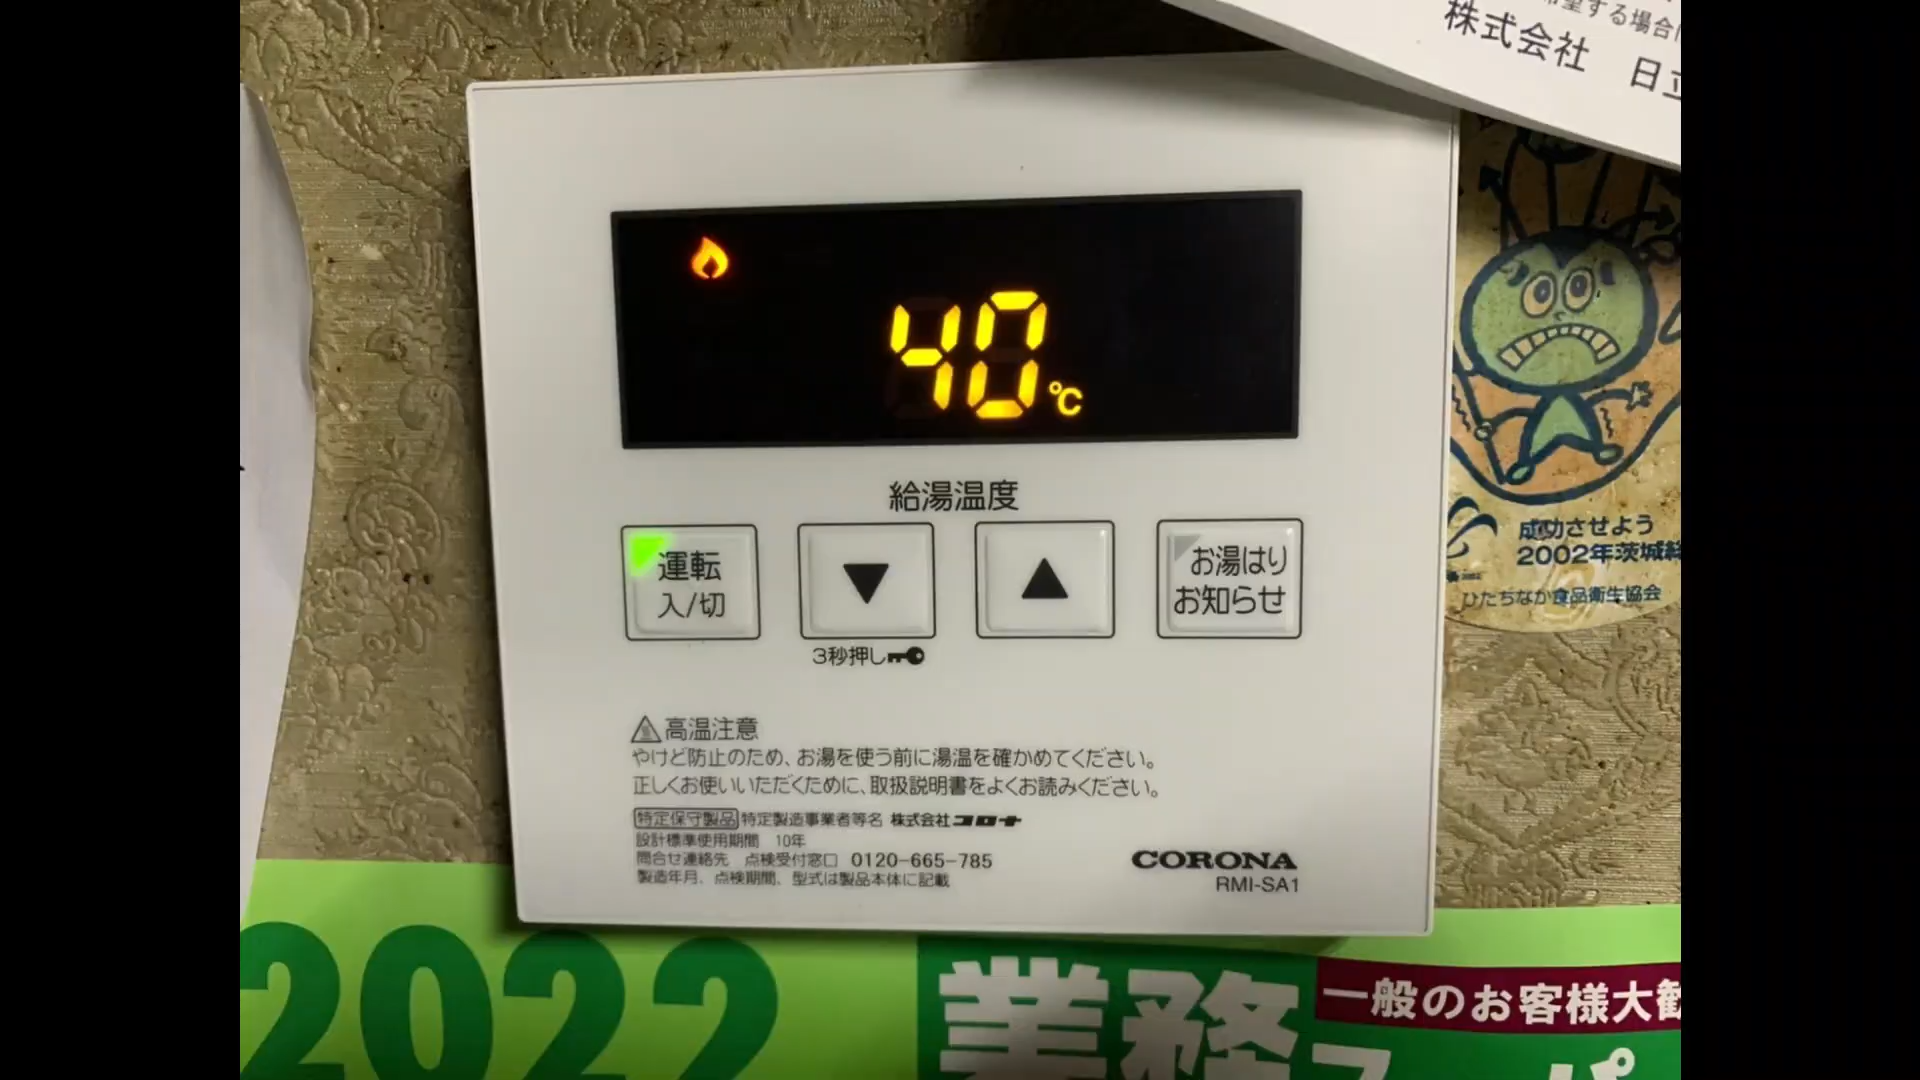 する場合
株式会社 日立
40℃
給湯温度
運転
入/切
▼
▲
お湯はり
お知らせ
3秒押し
高温注意
やけど防止のため、お湯を使う前に湯温を確かめてください。
正しくお使いいただくために、取扱説明書をよくお読みください。
特定保守製品 特定製造事業者等名 株式会社コロナ
設計標準使用期間 10年
問合せ連絡先 点検受付窓口 0120-665-785
製造年月、点検期間、型式は製品本体に記載
CORONA
RMI-SA1
成功させよう
2002年茨城
ひたちなか食品衛生協会
2022
業務ス
一般のお客様大歓